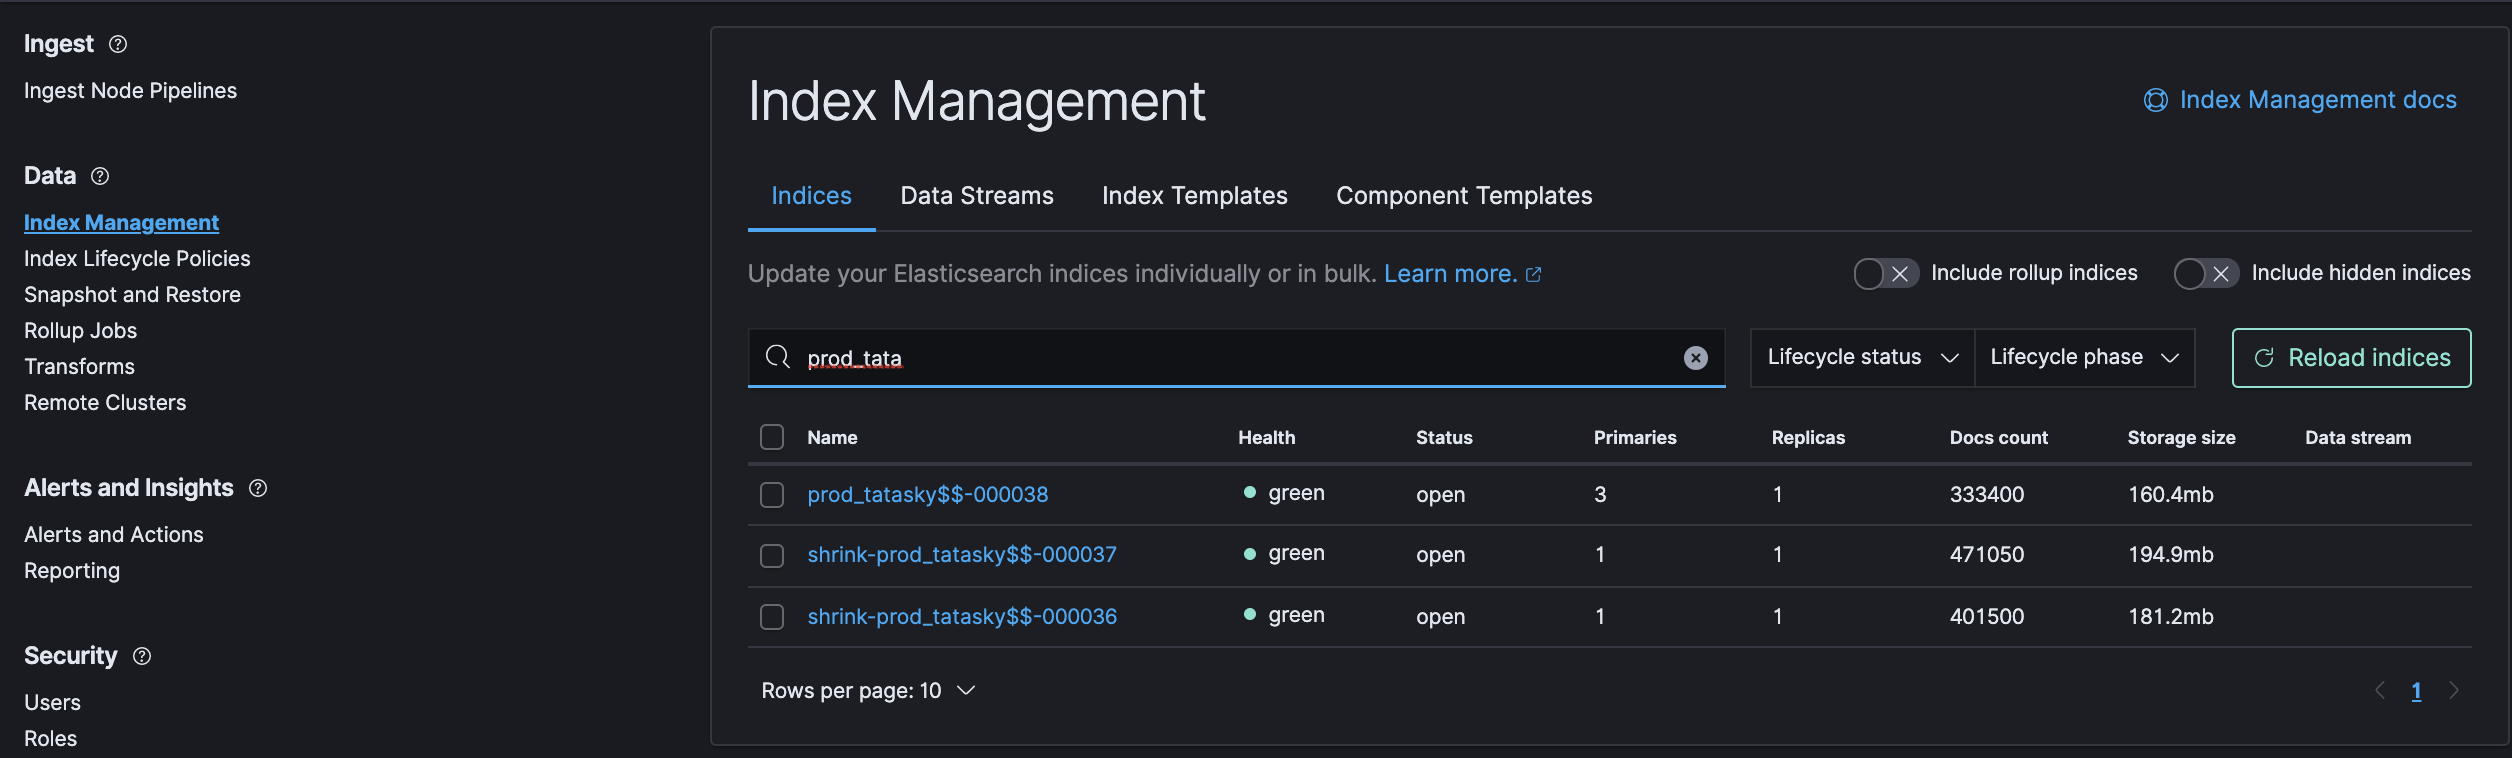 Ingest
Ingest Node Pipelines
Data
Index Management
Index Lifecycle Policies
Snapshot and Restore
Rollup Jobs
Transforms
Remote Clusters
Alerts and Insights
Alerts and Actions
Reporting
Security
Users
Roles
Index Management
Index Management docs
Indices Data Streams Index Templates Component Templates
Update your Elasticsearch indices individually or in bulk. Learn more.
Include rollup indices Include hidden indices
prod_tata
Lifecycle status Lifecycle phase Reload indices
Name Health Status Primaries Replicas Docs count Storage size Data stream
prod_tatasky$$-000038 green open 3 1 333400 160.4mb
shrink-prod_tatasky$$-000037 green open 1 1 471050 194.9mb
shrink-prod_tatasky$$-000036 green open 1 1 401500 181.2mb
Rows per page: 10
1